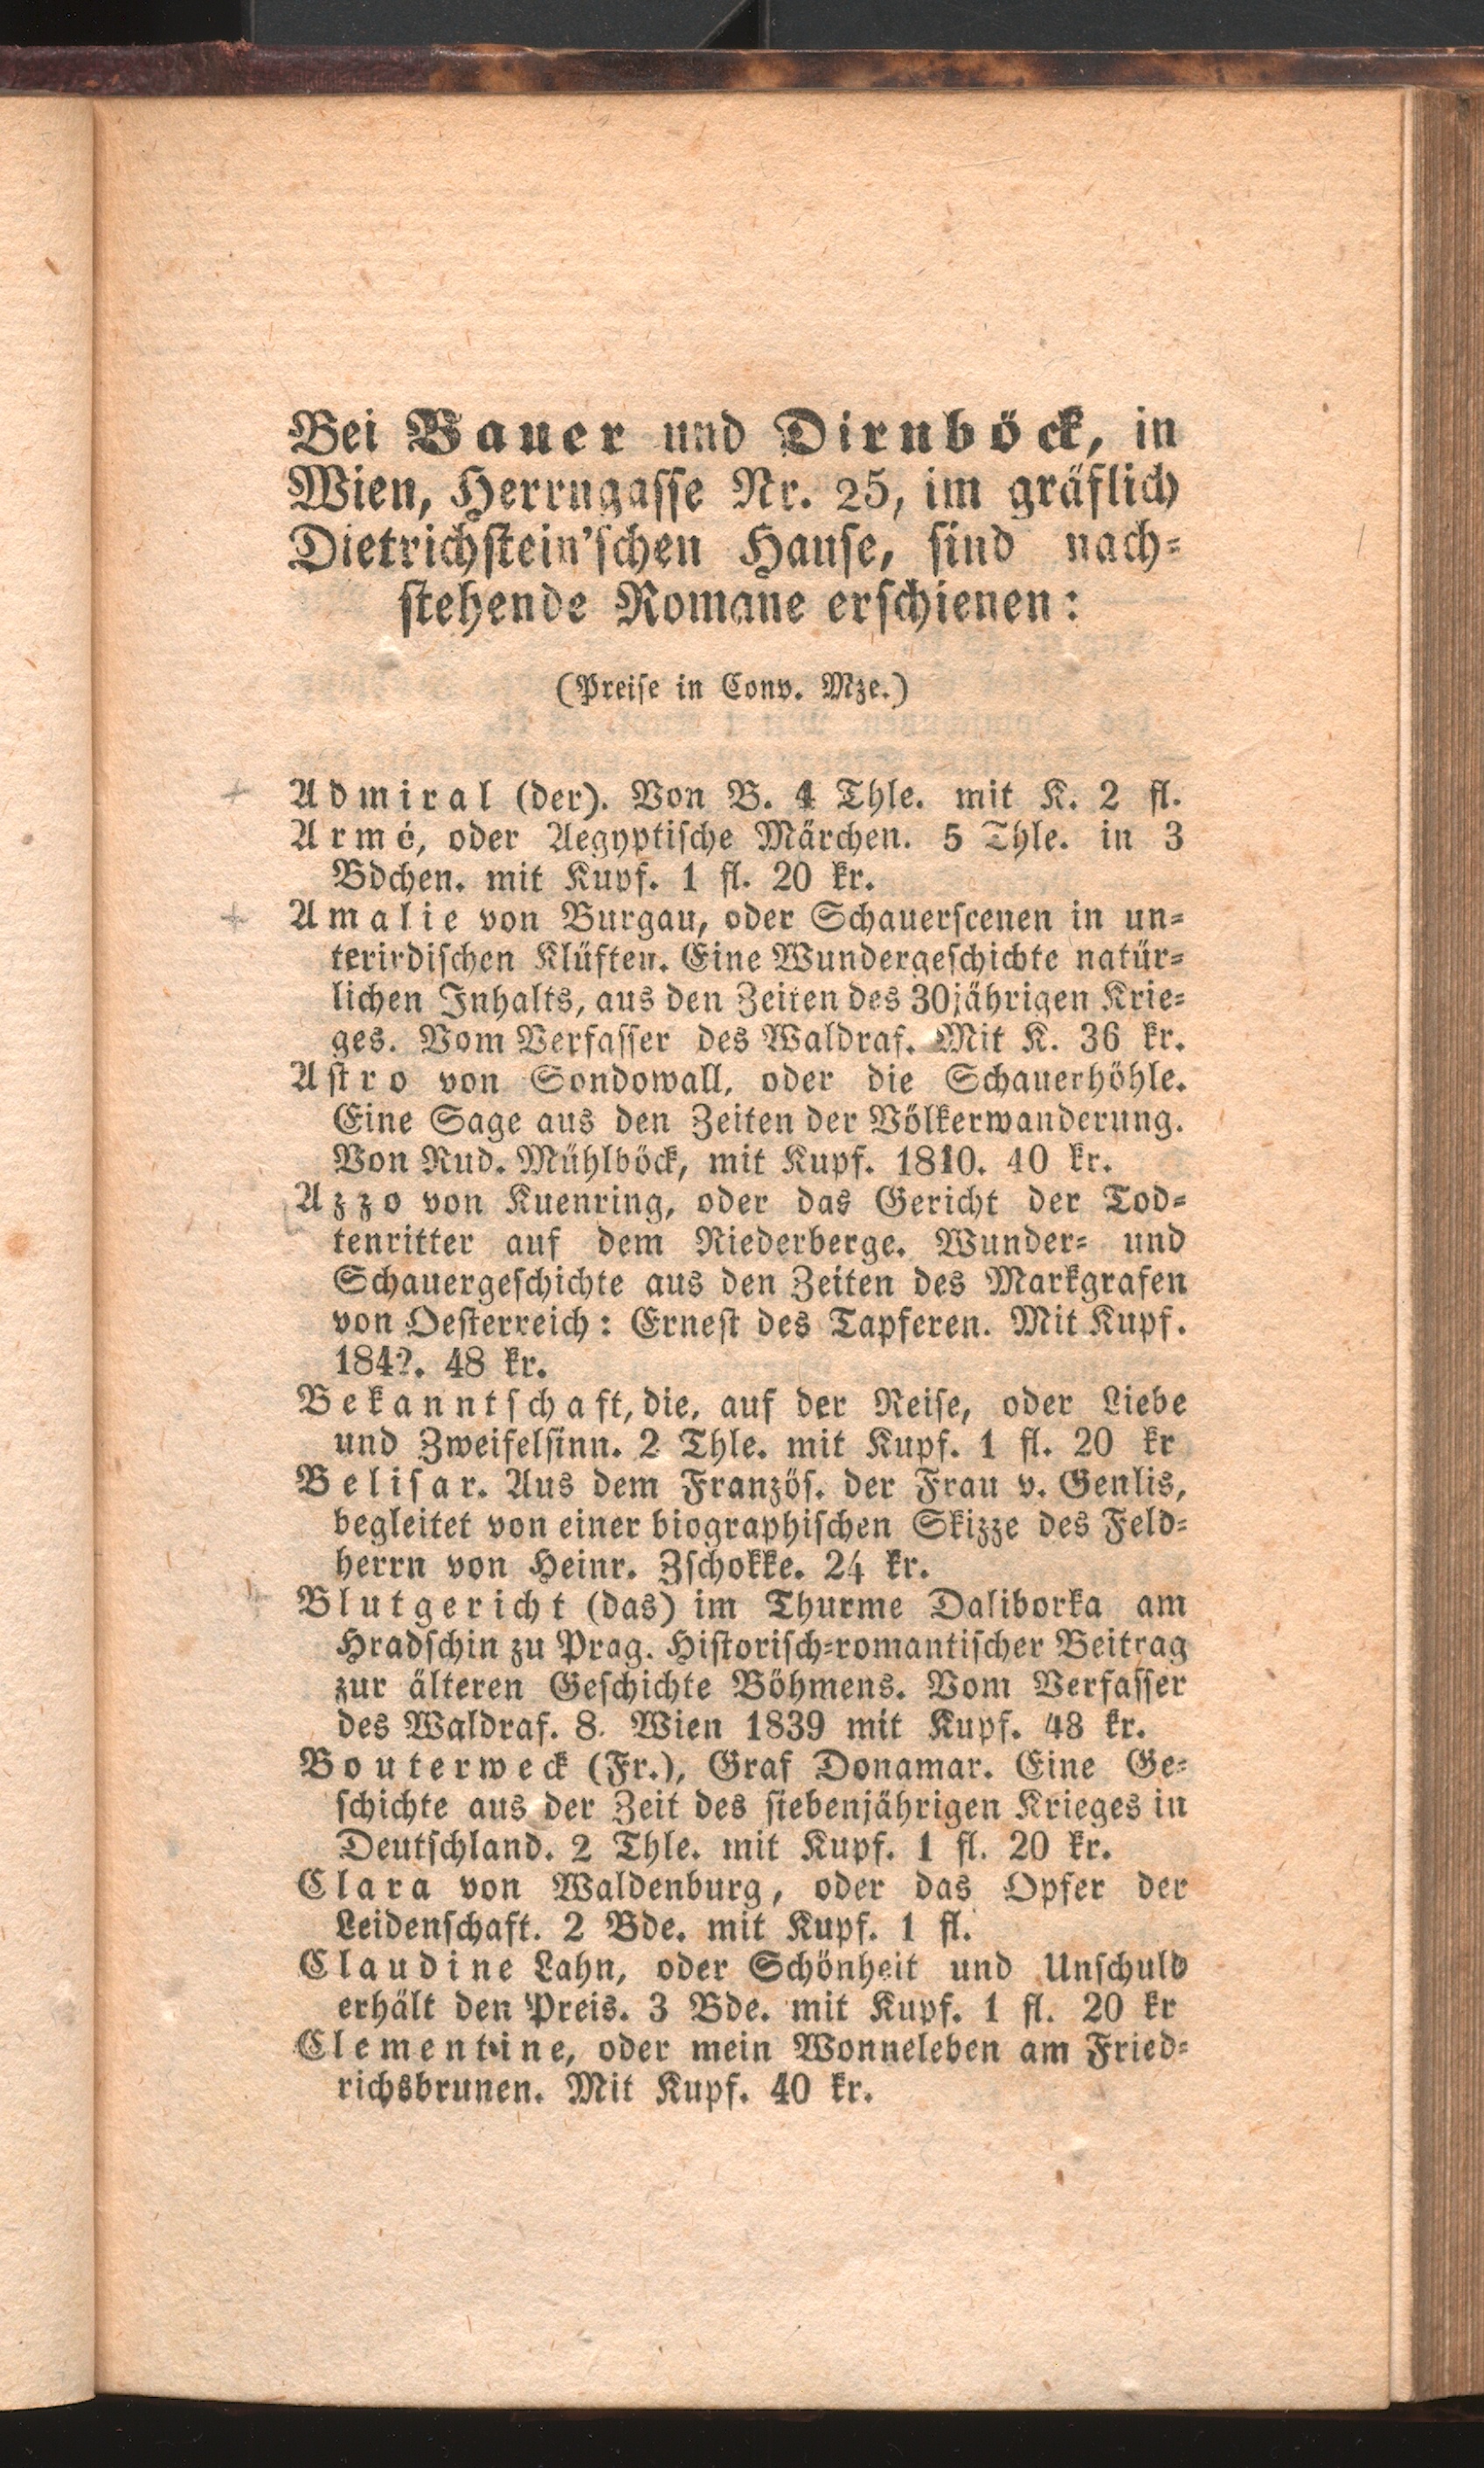 Bei Bauer und Dirnböck, in
Wien, Herrngasse Nr. 25, im gräflich
Dietrichstein'schen Hause, sind nach-
stehende Romane erschienen:
(Preise in Conv. Mze.)
Admiral (der). Von B. 4 Thle. mit K. 2 fl.
Armé, oder Aegyptische Märchen. 5 Thle. in 3
Bdchen. mit Kupf. 1 fl. 20 kr.
Amalie von Burgau, oder Schauerscenen in un-
terirdischen Klüften. Eine Wundergeschichte natür-
lichen Inhalts, aus den Zeiten des 30jährigen Krie-
ges. Vom Verfasser des Waldraf. Mit K. 36 kr.
Astro von Sondowall, oder die Schauerhöhle.
Eine Sage aus den Zeiten der Völkerwanderung.
Von Rud. Mühlböck, mit Kupf. 1810. 40 kr.
Azzo von Kuenring, oder das Gericht der Tod-
tenritter auf dem Riederberge. Wunder- und
Schauergeschichte aus den Zeiten des Markgrafen
von Oesterreich: Ernest des Tapferen. Mit Kupf.
1842. 48 kr.
Bekanntschaft, die, auf der Reise, oder Liebe
und Zweifelsinn. 2 Thle. mit Kupf. 1 fl. 20 kr
Belisar. Aus dem Französ. der Frau v. Genlis,
begleitet von einer biographischen Skizze des Feld-
herrn von Heinr. Zschokke. 24 kr.
Blutgericht (das) im Thurme Daliborka am
Hradschin zu Prag. Historisch-romantischer Beitrag
zur älteren Geschichte Böhmens. Vom Verfasser
des Waldraf. 8. Wien 1839 mit Kupf. 48 kr.
Bouterweck (Fr.), Graf Donamar. Eine Ge-
schichte aus der Zeit des siebenjährigen Krieges in
Deutschland. 2 Thle. mit Kupf. 1 fl. 20 kr.
Clara von Waldenburg, oder das Opfer der
Leidenschaft. 2 Bde. mit Kupf. 1 fl.
Claudine Lahn, oder Schönheit und Unschuld
erhält den Preis. 3 Bde. mit Kupf. 1 fl. 20 kr
Clementine, oder mein Wonneleben am Fried-
richsbrunen. Mit Kupf. 40 kr.